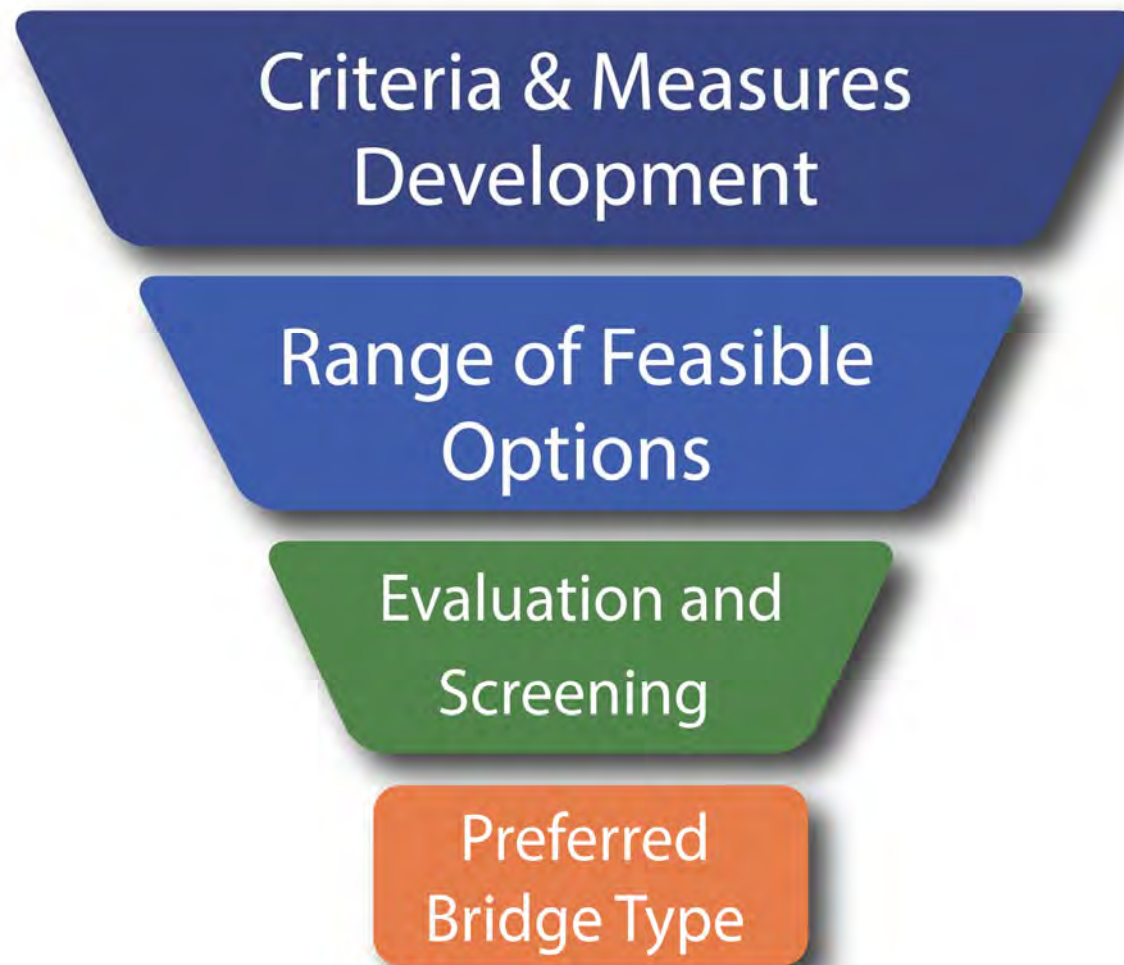 Criteria & Measures
Development
Range of Feasible
Options
Evaluation and
Screening
Preferred
Bridge Type